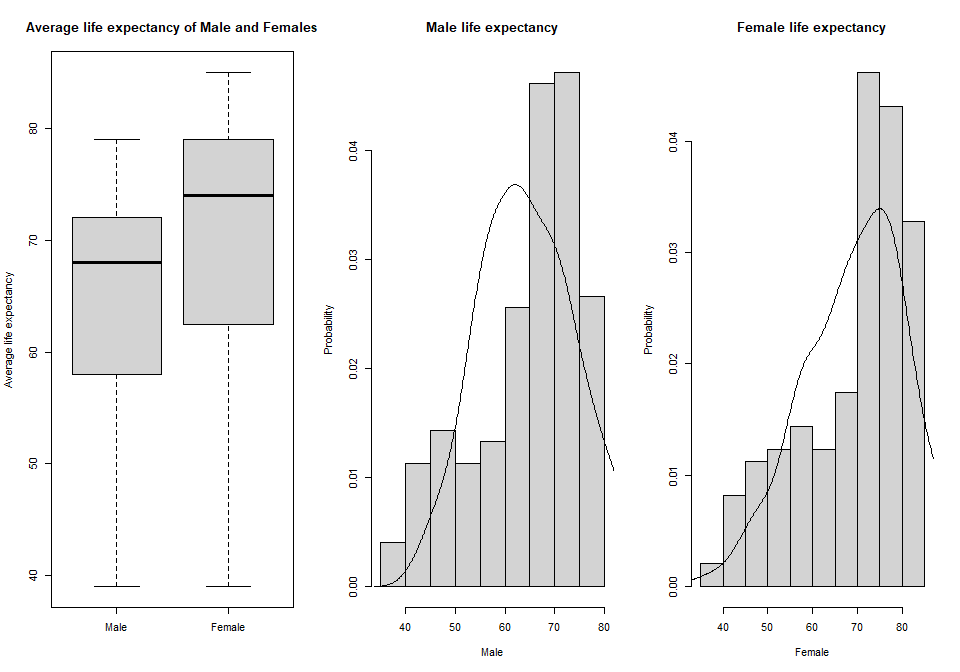 Average life expectancy of Male and Females
Average life expectancy
40
50
60
70
80
Male
Female
Male life expectancy
Probability
0.00
0.01
0.02
0.03
0.04
40
50
60
70
80
Male
Female life expectancy
Probability
0.00
0.01
0.02
0.03
0.04
40
50
60
70
80
Female